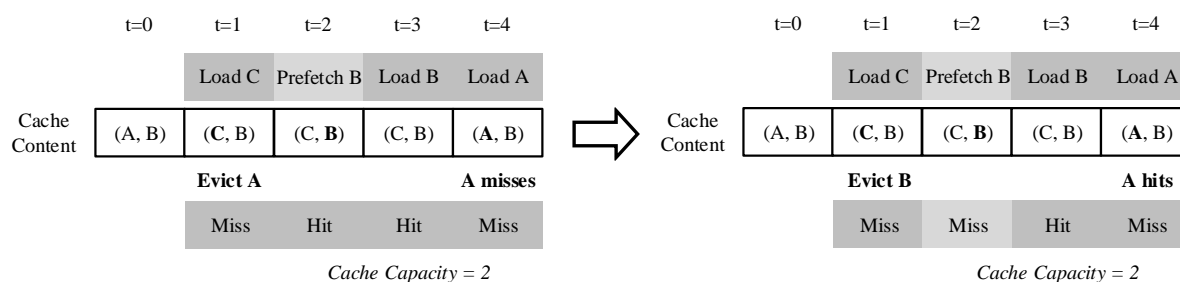 t=0 t=1 t=2 t=3 t=4
Load C Prefetch B Load B Load A
Cache Content (A, B) (C, B) (C, B) (C, B) (A, B)
Evict A A misses
Miss Hit Hit Miss
Cache Capacity = 2
t=0 t=1 t=2 t=3 t=4
Load C Prefetch B Load B Load A
Cache Content (A, B) (C, B) (C, B) (C, B) (A, B)
Evict B A hits
Miss Miss Hit Hit
Cache Capacity = 2